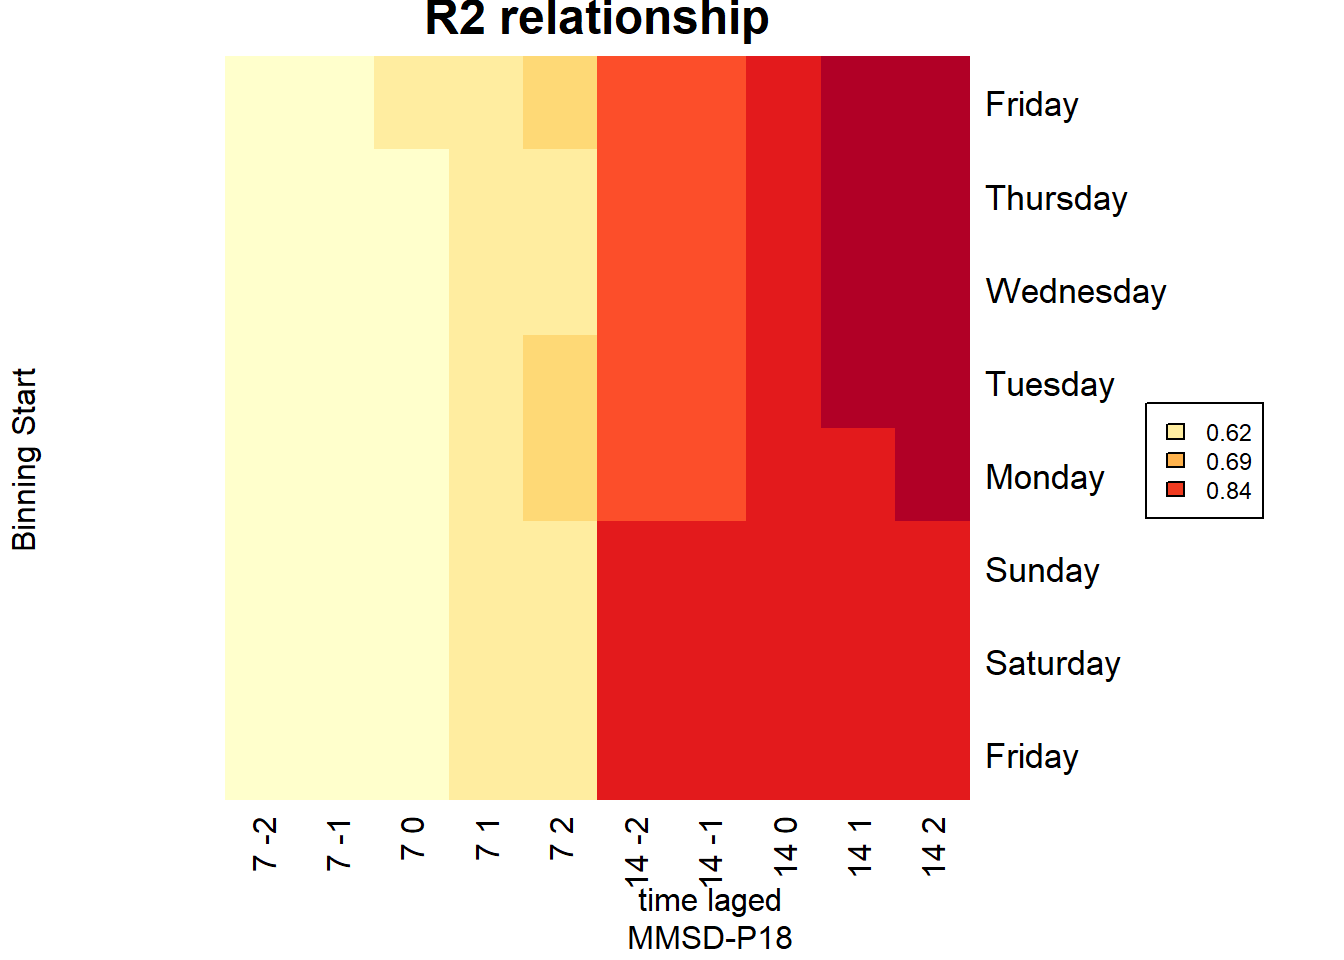 R2 relationship
Friday
Thursday
Wednesday
Tuesday
Monday
Sunday
Saturday
Friday
Binning Start
0.62
0.69
0.84
7 -2
7 -1
7 0
7 1
7 2
14 -2
14 -1
14 0
14 1
14 2
time laged
MMSD-P18